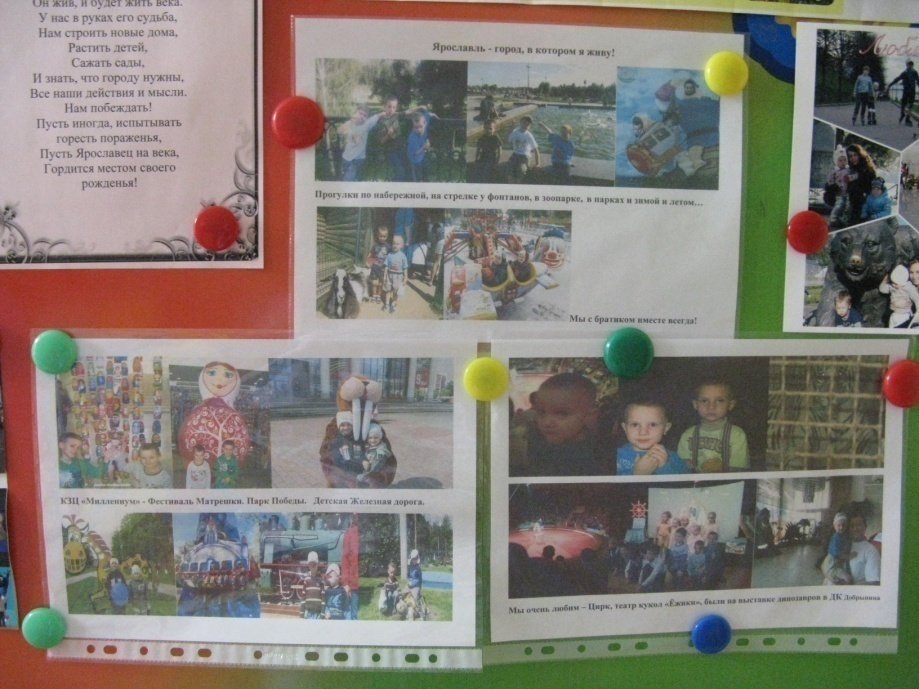 Он жив, и будет жить века.
У нас в руках его судьба,
Нам строить новые дома,
Растить детей,
Сажать сады,
И знать, что городу нужны,
Все наши действия и мысли.
Нам побеждать!
Пусть иногда, испытывать
горесть пораженья,
Пусть Ярославец на века,
Гордится местом своего
рожденья!
Ярославль - город, в котором я живу!
Прогулки по набережной, на стрелке у фонтанов, в зоопарке, в парках и зимой и летом…
Мы с братиком вместе всегда!
КЗЦ «Миллениум» - Фестиваль Матрешки. Парк Победы. Детская Железная дорога.
Мы очень любим – Цирк, театр кукол «Ёжики», были на выставке динозавров в ДК Добрынина